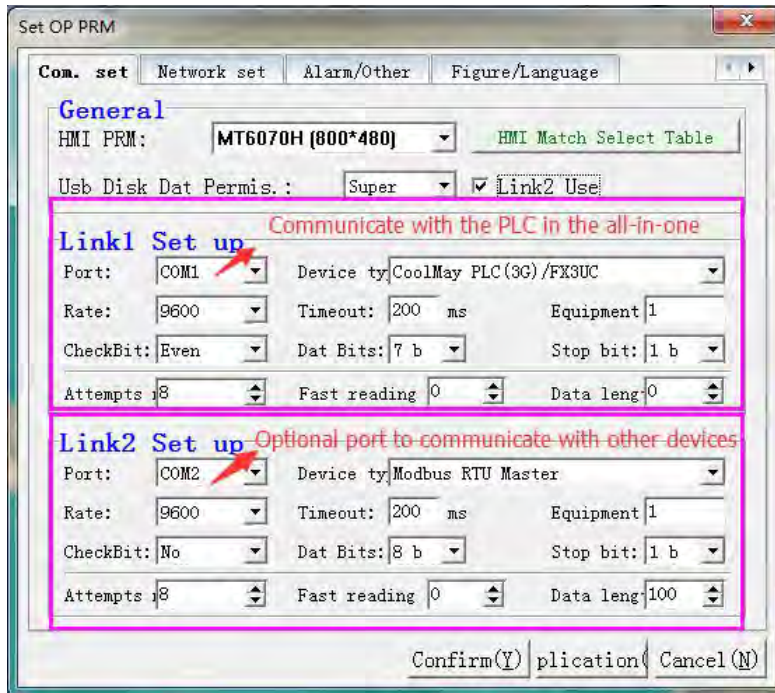 Set OP PRM
Com. set Network set Alarm/Other Figure/Language
General
HMI PRM: MT6070H (800*480) HMI Match Select Table
Usb Disk Dat Permis.: Super Link2 Use
Communicate with the PLC in the all-in-one
Link1 Set up
Port: COM1 Device ty CoolMay PLC(3G)/FX3UC
Rate: 9600 Timeout: 200 ms Equipment 1
CheckBit: Even Dat Bits: 7 b Stop bit: 1 b
Attempts 8 Fast reading 0 Data leng 0
Link2 Set up Optional port to communicate with other devices
Port: COM2 Device ty Modbus RTU Master
Rate: 9600 Timeout: 200 ms Equipment 1
CheckBit: No Dat Bits: 8 b Stop bit: 1 b
Attempts 8 Fast reading 0 Data leng 100
Confirm(Y) plication( Cancel(N)